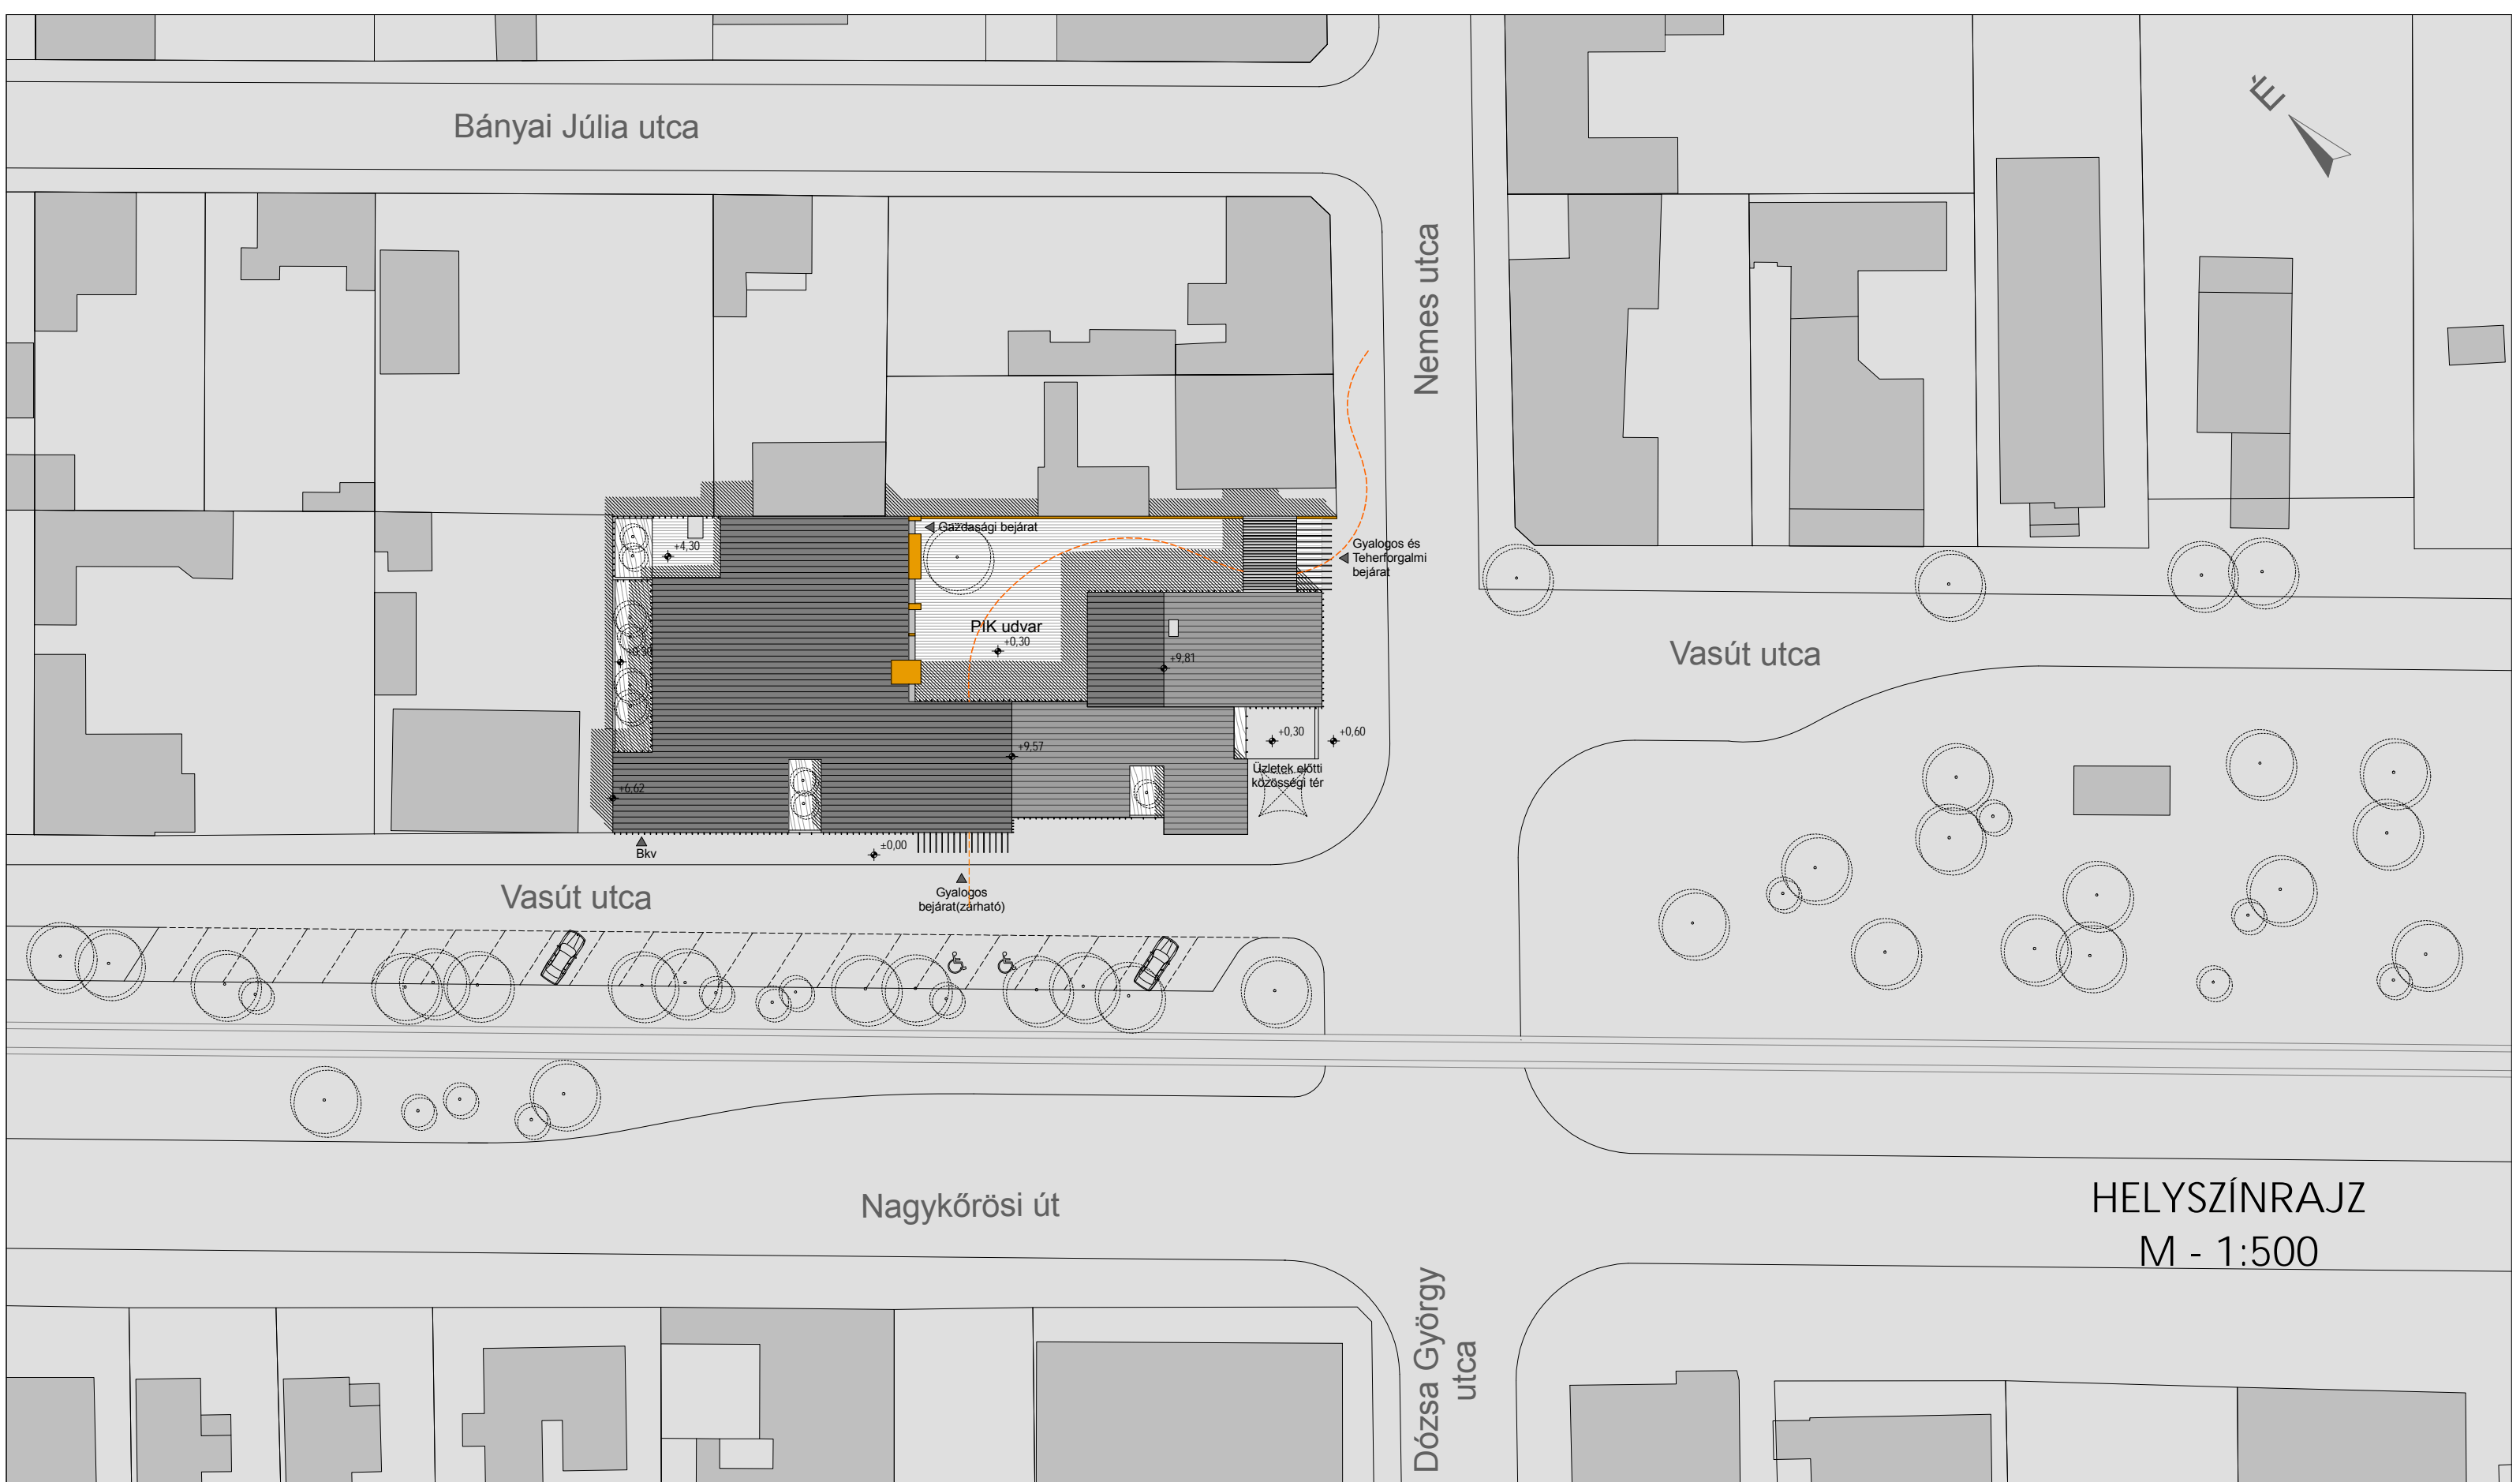 É
Bányai Júlia utca
Nemes utca
Gazdasági bejárat
+4,30
Gyalogos és
Teherforgalmi
bejárat
PIK udvar
+0,30
+0,30
+9,81
Vasút utca
+0,30
+0,60
+9,57
Üzletek előtti
közösségi tér
+6,62
±0,00
Bkv
Gyalogos
bejárat(zárható)
Vasút utca
Nagykőrösi út
HELYSZÍNRAJZ
M - 1:500
Dózsa György
utca